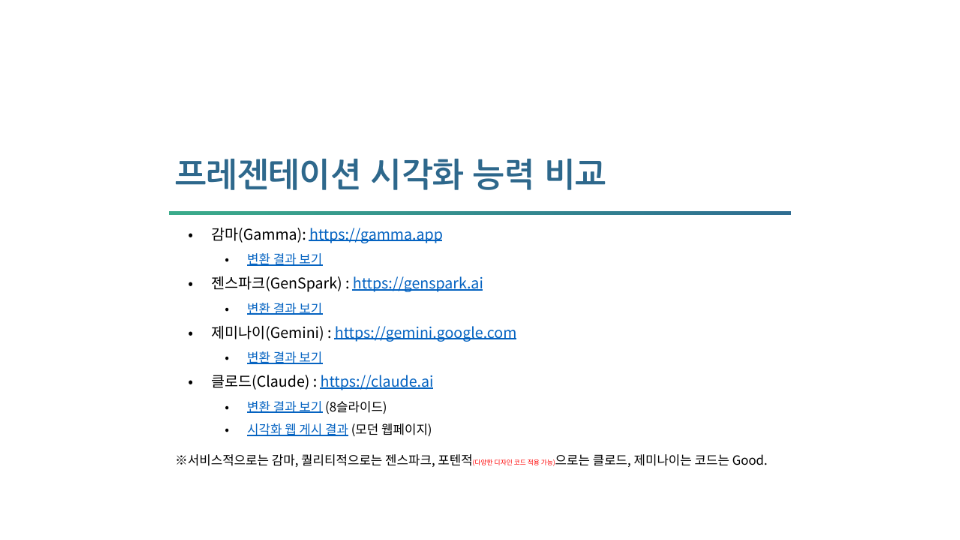 프레젠테이션 시각화 능력 비교
• 감마(Gamma): https://gamma.app
• 변환 결과 보기
• 젠스파크(GenSpark) : https://genspark.ai
• 변환 결과 보기
• 제미나이(Gemini) : https://gemini.google.com
• 변환 결과 보기
• 클로드(Claude) : https://claude.ai
• 변환 결과 보기 (8슬라이드)
• 시각화 웹 게시 결과 (모던 웹페이지)
※서비스적으로는 감마, 퀄리티적으로는 젠스파크, 포텐적(다양한 디자인 코드 적용 가능)으로는 클로드, 제미나이는 코드는 Good.